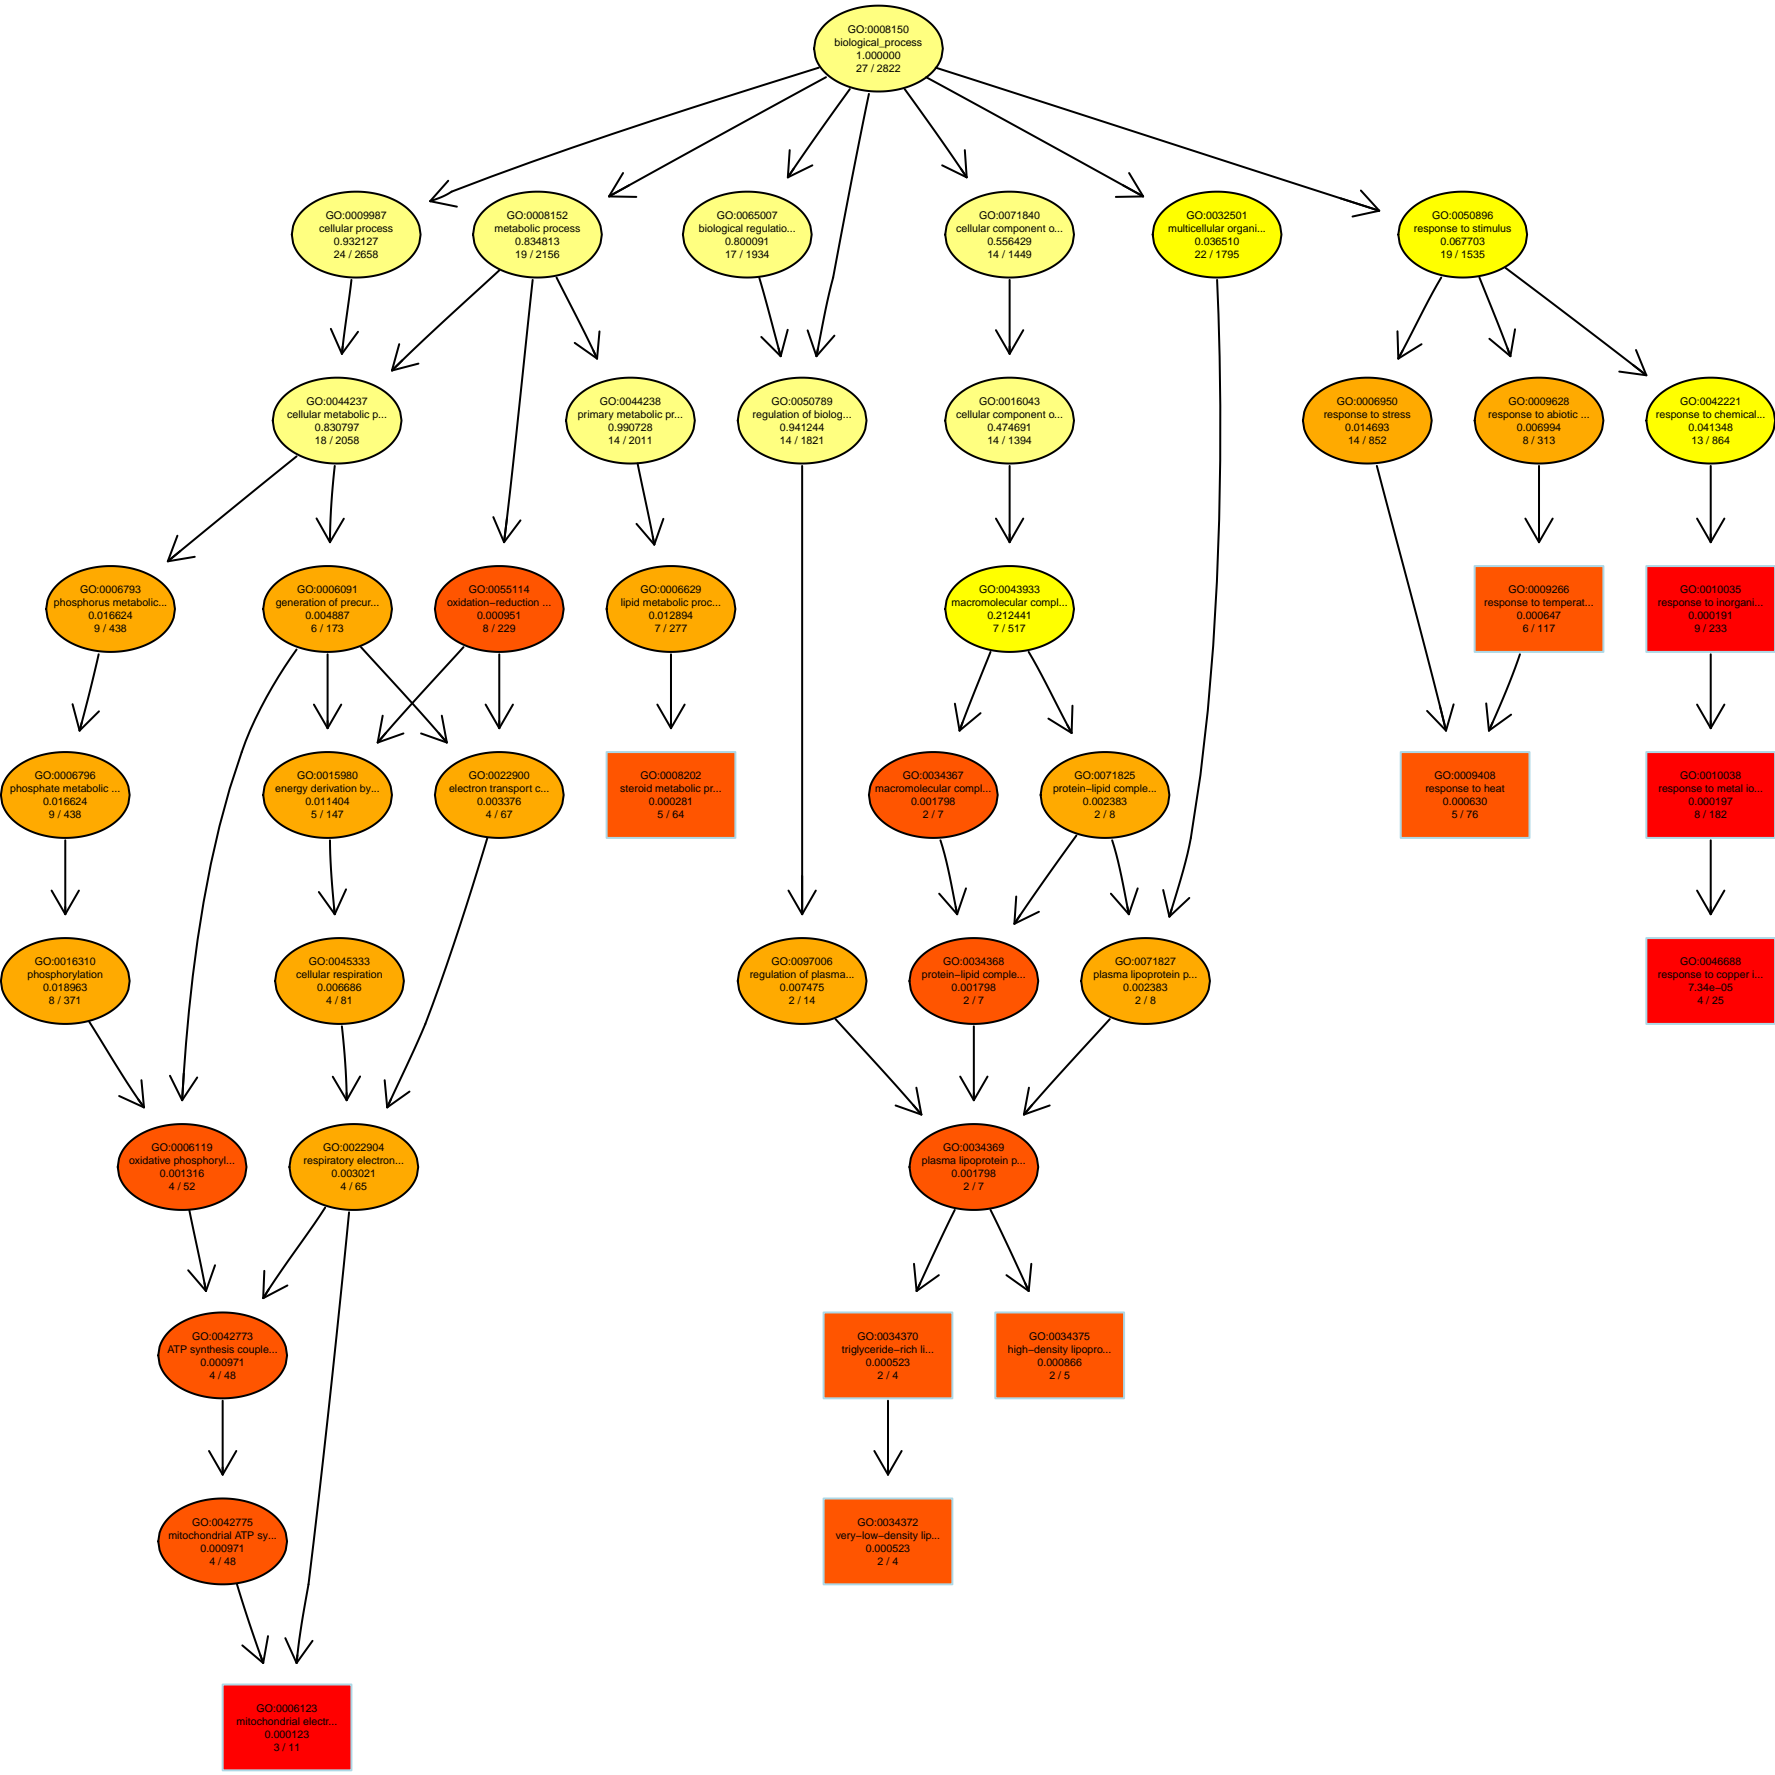 GO:0008150
biological_process
1.000000
27 / 2822
GO:0009987
cellular process
0.932127
24 / 2658
GO:0008152
metabolic process
0.834813
19 / 2156
GO:0065007
biological regulatio...
0.800091
17 / 1934
GO:0071840
cellular component o...
0.556429
14 / 1449
GO:0032501
multicellular organi...
0.036510
22 / 1795
GO:0050896
response to stimulus
0.067703
19 / 1535
GO:0044237
cellular metabolic p...
0.830797
18 / 2058
GO:0044238
primary metabolic pr...
0.990728
14 / 2011
GO:0050789
regulation of biolog...
0.941244
14 / 1821
GO:0016043
cellular component o...
0.474691
14 / 1394
GO:0006950
response to stress
0.014693
14 / 852
GO:0009628
response to abiotic ...
0.006994
8 / 313
GO:0042221
response to chemical...
0.041348
13 / 864
GO:0006793
phosphorus metabolic...
0.016624
9 / 438
GO:0006091
generation of precur...
0.004887
6 / 173
GO:0055114
oxidation−reduction ...
0.000951
8 / 229
GO:0006629
lipid metabolic proc...
0.012894
7 / 277
GO:0043933
macromolecular compl...
0.212441
7 / 517
GO:0009266
response to temperat...
0.000647
6 / 117
GO:0010035
response to inorgani...
0.000191
9 / 233
GO:0006796
phosphate metabolic ...
0.016624
9 / 438
GO:0015980
energy derivation by...
0.011404
5 / 147
GO:0022900
electron transport c...
0.003376
4 / 67
GO:0008202
steroid metabolic pr...
0.000281
5 / 64
GO:0034367
macromolecular compl...
0.001798
2 / 7
GO:0071825
protein−lipid comple...
0.002383
2 / 8
GO:0009408
response to heat
0.000630
5 / 76
GO:0010038
response to metal io...
0.000197
8 / 182
GO:0016310
phosphorylation
0.018963
8 / 371
GO:0045333
cellular respiration
0.006686
4 / 81
GO:0097006
regulation of plasma...
0.007475
2 / 14
GO:0034368
protein−lipid comple...
0.001798
2 / 7
GO:0071827
plasma lipoprotein p...
0.002383
2 / 8
GO:0046688
response to copper i...
7.34e−05
4 / 25
GO:0006119
oxidative phosphoryl...
0.001316
4 / 52
GO:0022904
respiratory electron...
0.003021
4 / 65
GO:0034369
plasma lipoprotein p...
0.001798
2 / 7
GO:0042773
ATP synthesis couple...
0.000971
4 / 48
GO:0034370
triglyceride−rich li...
0.000523
2 / 4
GO:0034375
high−density lipopro...
0.000866
2 / 5
GO:0042775
mitochondrial ATP sy...
0.000971
4 / 48
GO:0034372
very−low−density lip...
0.000523
2 / 4
GO:0006123
mitochondrial electr...
0.000123
3 / 11